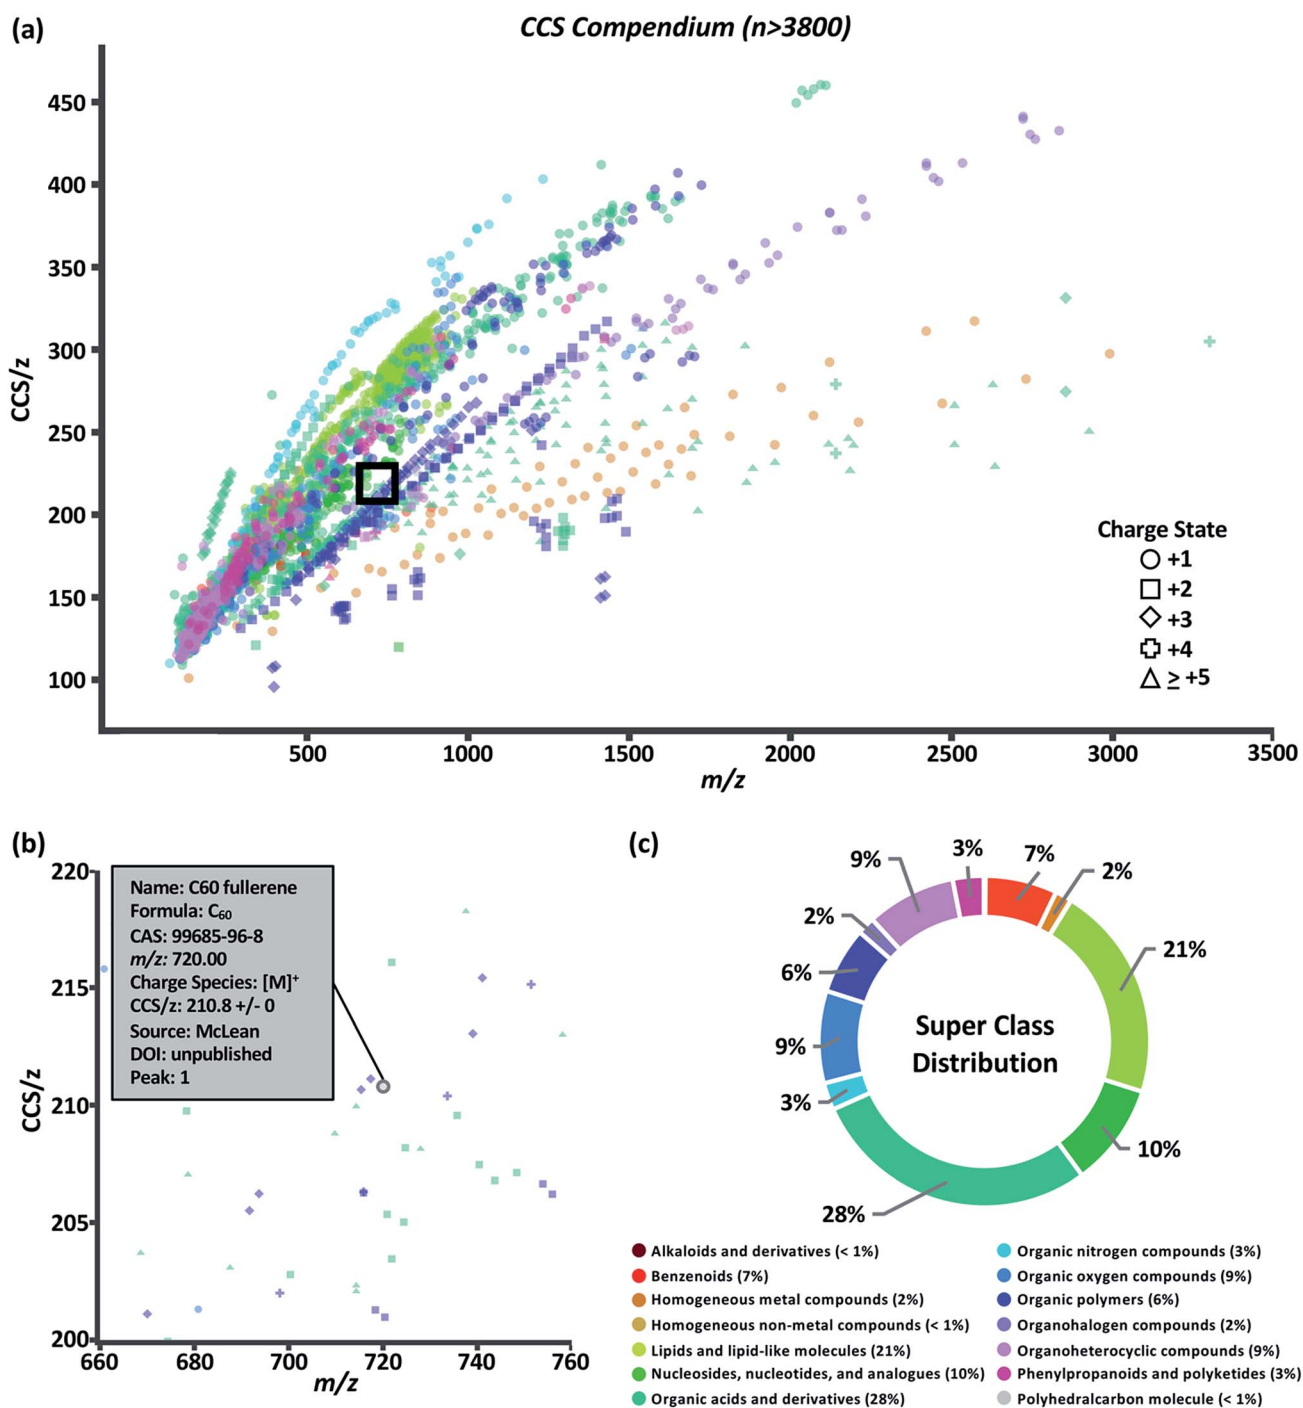 (a)
CCS Compendium (n>3800)
450
400
350
300
250
200
150
100
CCS/z
500
1000
1500
2000
2500
3000
3500
m/z
Charge State
+1
+2
+3
+4
≥ +5
(b)
220
215
210
205
200
CCS/z
Name: C60 fullerene
Formula: C₆₀
CAS: 99685-96-8
m/z: 720.00
Charge Species: [M]⁺
CCS/z: 210.8 +/- 0
Source: McLean
DOI: unpublished
Peak: 1
660
680
700
720
740
760
m/z
(c)
9%
3%
7%
2%
2%
21%
6%
9%
3%
10%
28%
Super Class
Distribution
Alkaloids and derivatives (< 1%)
Benzenoids (7%)
Homogeneous metal compounds (2%)
Homogeneous non-metal compounds (< 1%)
Lipids and lipid-like molecules (21%)
Nucleosides, nucleotides, and analogues (10%)
Organic acids and derivatives (28%)
Organic nitrogen compounds (3%)
Organic oxygen compounds (9%)
Organic polymers (6%)
Organohalogen compounds (2%)
Organoheterocyclic compounds (9%)
Phenylpropanoids and polyketides (3%)
Polyhedralcarbon molecule (< 1%)